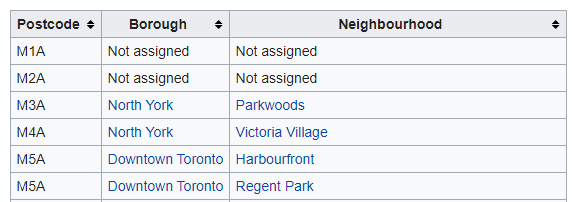 Postcode Borough Neighbourhood
M1A Not assigned Not assigned
M2A Not assigned Not assigned
M3A North York Parkwoods
M4A North York Victoria Village
M5A Downtown Toronto Harbourfront
M5A Downtown Toronto Regent Park